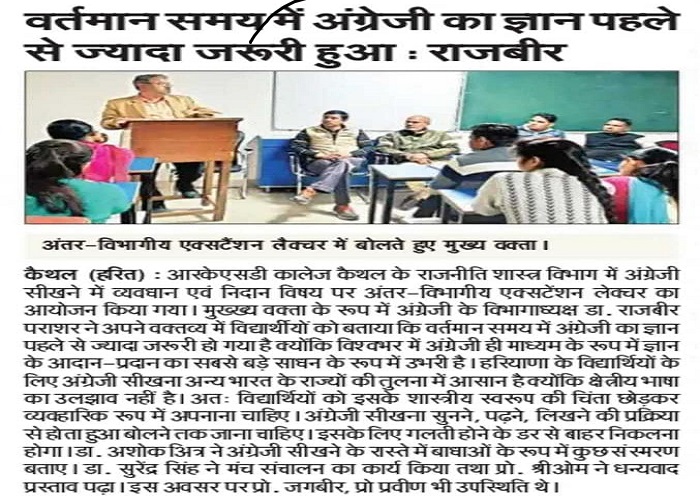 वर्तमान समय में अंग्रेजी का ज्ञान पहले
से ज्यादा जरूरी हुआ : राजबीर
अंतर-विभागीय एक्सटैंशन लैक्चर में बोलते हुए मुख्य वक्ता।
कैथल (हरित) : आरकेएसडी कालेज कैथल के राजनीति शास्त्र विभाग में अंग्रेजी
सीखने में व्यवधान एवं निदान विषय पर अंतर-विभागीय एक्सटेंशन लेक्चर का
आयोजन किया गया। मुख्य्य वक्ता के रूप में अंग्रेजी के विभागाध्यक्ष डा. राजबीर
पराशर ने अपने वक्तव्य में विद्यार्थीयों को बताया कि वर्तमान समय में अंग्रेजी का ज्ञान
पहले से ज्यादा जरूरी हो गया है क्योंकि विश्वभर में अंग्रेजी ही माध्यम के रूप में ज्ञान
के आदान-प्रदान का सबसे बड़े साधन के रूप में उभरी है। हरियाणा के विद्यार्थियों के
लिए अंग्रेजी सीखना अन्य भारत के राज्यों की तुलना में आसान है क्योंकि क्षेत्रीय भाषा
का उलझाव नहीं है। अतः विद्यार्थियों को इसके शास्त्रीय स्वरूप की चिंता छोड़कर
व्यवहारिक रूप में अपनाना चाहिए। अंग्रेजी सीखना सुनने, पढ़ने, लिखने की प्रक्रिया
से होता हुआ बोलने तक जाना चाहिए। इसके लिए गलती होने के डर से बाहर निकलना
होगा। डा. अशोक अत्रि ने अंग्रेजी सीखने के रास्ते में बाधाओं के रूप में कुछ संस्मरण
बताए। डा. सुरेंद्र सिंह ने मंच संचालन का कार्य किया तथा प्रो. श्रीओम ने धन्यवाद
प्रस्ताव पढ़ा। इस अवसर पर प्रो. जगबीर, प्रो प्रवीण भी उपस्थिति थे।